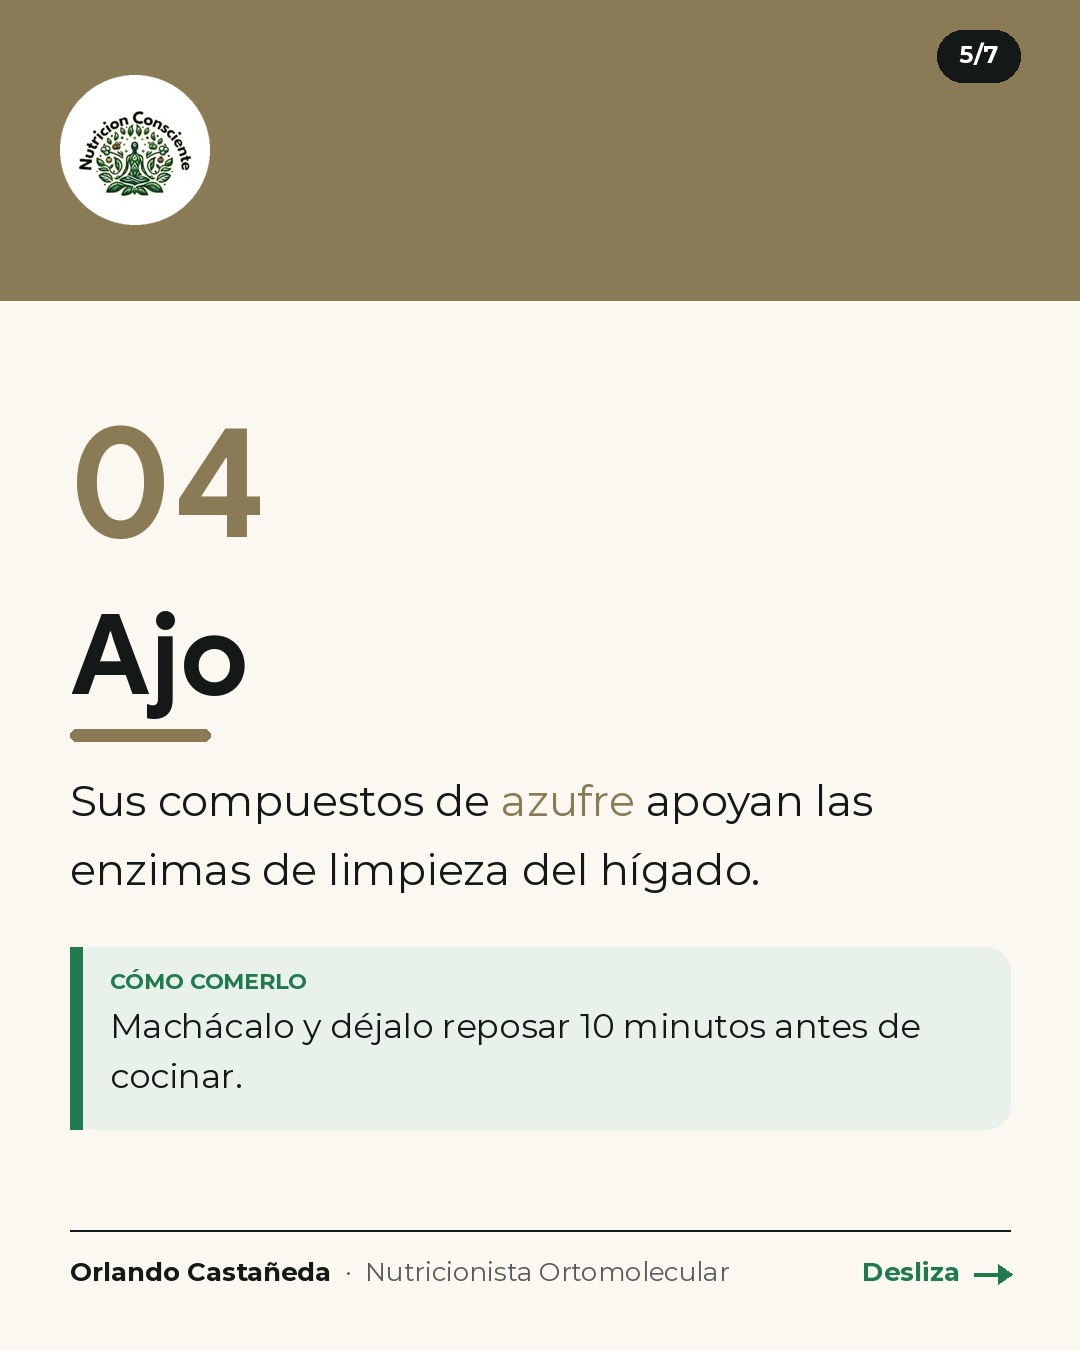 5/7
Nutricion Consciente
04
Ajo
Sus compuestos de azufre apoyan las
enzimas de limpieza del hígado.
CÓMO COMERLO
Machácalo y déjalo reposar 10 minutos antes de
cocinar.
Orlando Castañeda · Nutricionista Ortomolecular
Desliza →